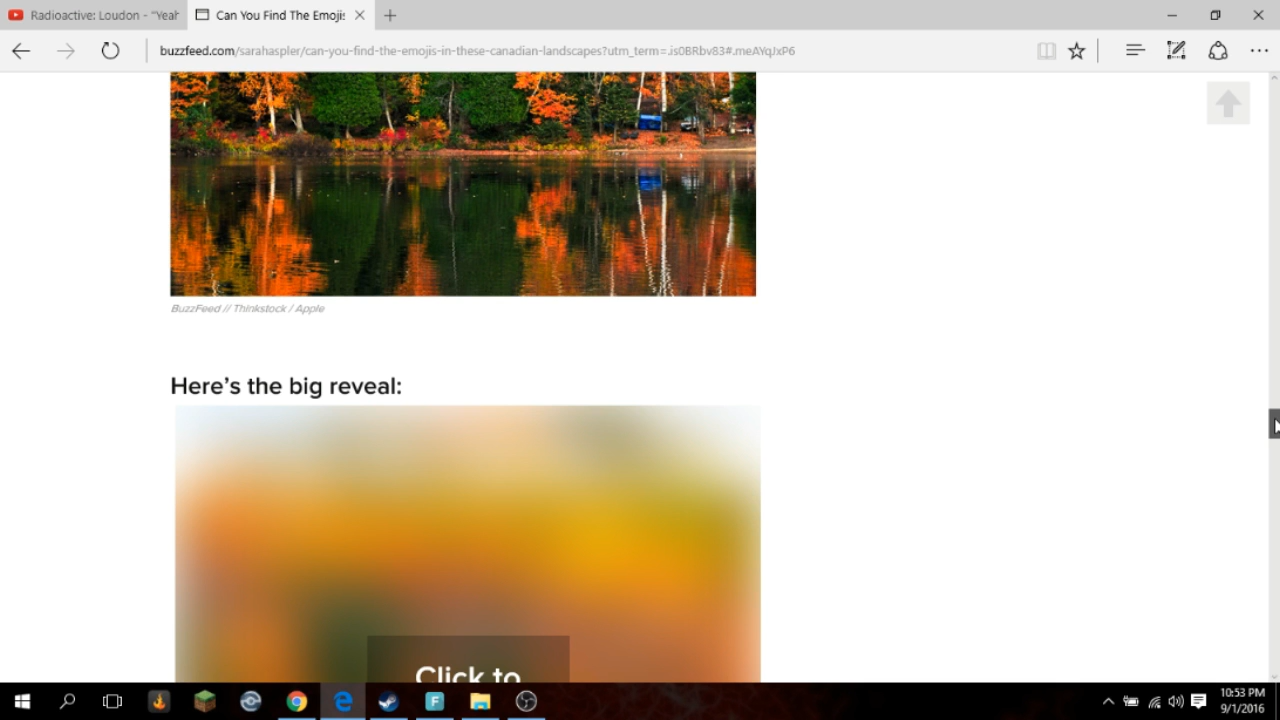 Radioactive: Loudon - "Yeah
Can You Find The Emojis
buzzfeed.com/sarahaspler/can-you-find-the-emojis-in-these-canadian-landscapes?utm_term=.is0BRbv83#.meAYqJxP6
BuzzFeed // Thinkstock / Apple
Here's the big reveal:
Click to
F
10:53 PM
9/1/2016